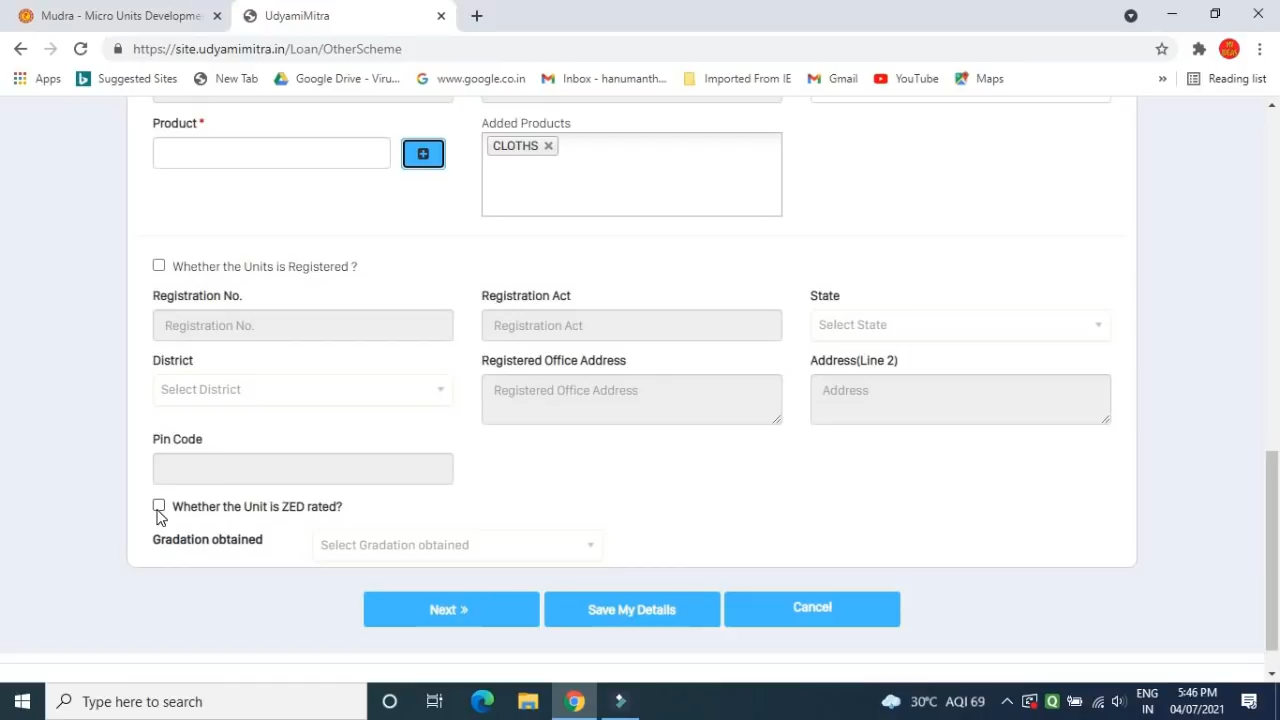 Mudra - Micro Units Developme
UdyamiMitra
https://site.udyamimitra.in/Loan/OtherScheme
Apps
Suggested Sites
New Tab
Google Drive - Viru...
www.google.co.in
Inbox - hanumanth...
Imported From IE
Gmail
YouTube
Maps
»
Reading list
Product *
Added Products
CLOTHS ×
Whether the Units is Registered ?
Registration No.
Registration Act
State
Registration No.
Registration Act
Select State
District
Registered Office Address
Address(Line 2)
Select District
Registered Office Address
Address
Pin Code
Whether the Unit is ZED rated?
Gradation obtained
Select Gradation obtained
Next »
Save My Details
Cancel
Type here to search
30°C AQI 69
ENG
IN
5:46 PM
04/07/2021